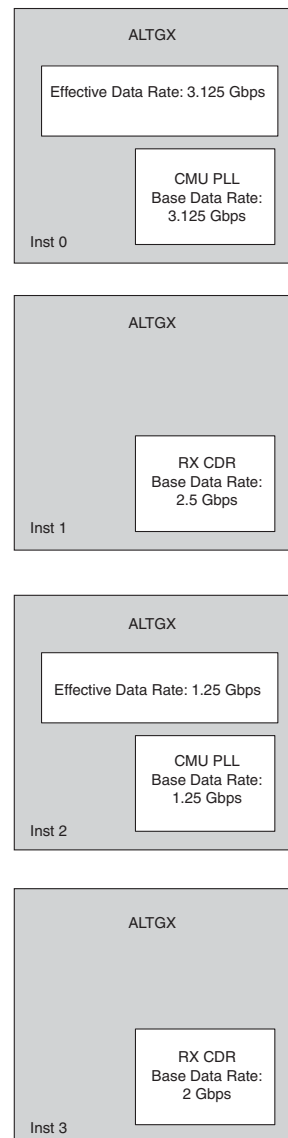 ALTGX
Effective Data Rate: 3.125 Gbps
CMU PLL
Base Data Rate:
3.125 Gbps
Inst 0
ALTGX
RX CDR
Base Data Rate:
2.5 Gbps
Inst 1
ALTGX
Effective Data Rate: 1.25 Gbps
CMU PLL
Base Data Rate:
1.25 Gbps
Inst 2
ALTGX
RX CDR
Base Data Rate:
2 Gbps
Inst 3